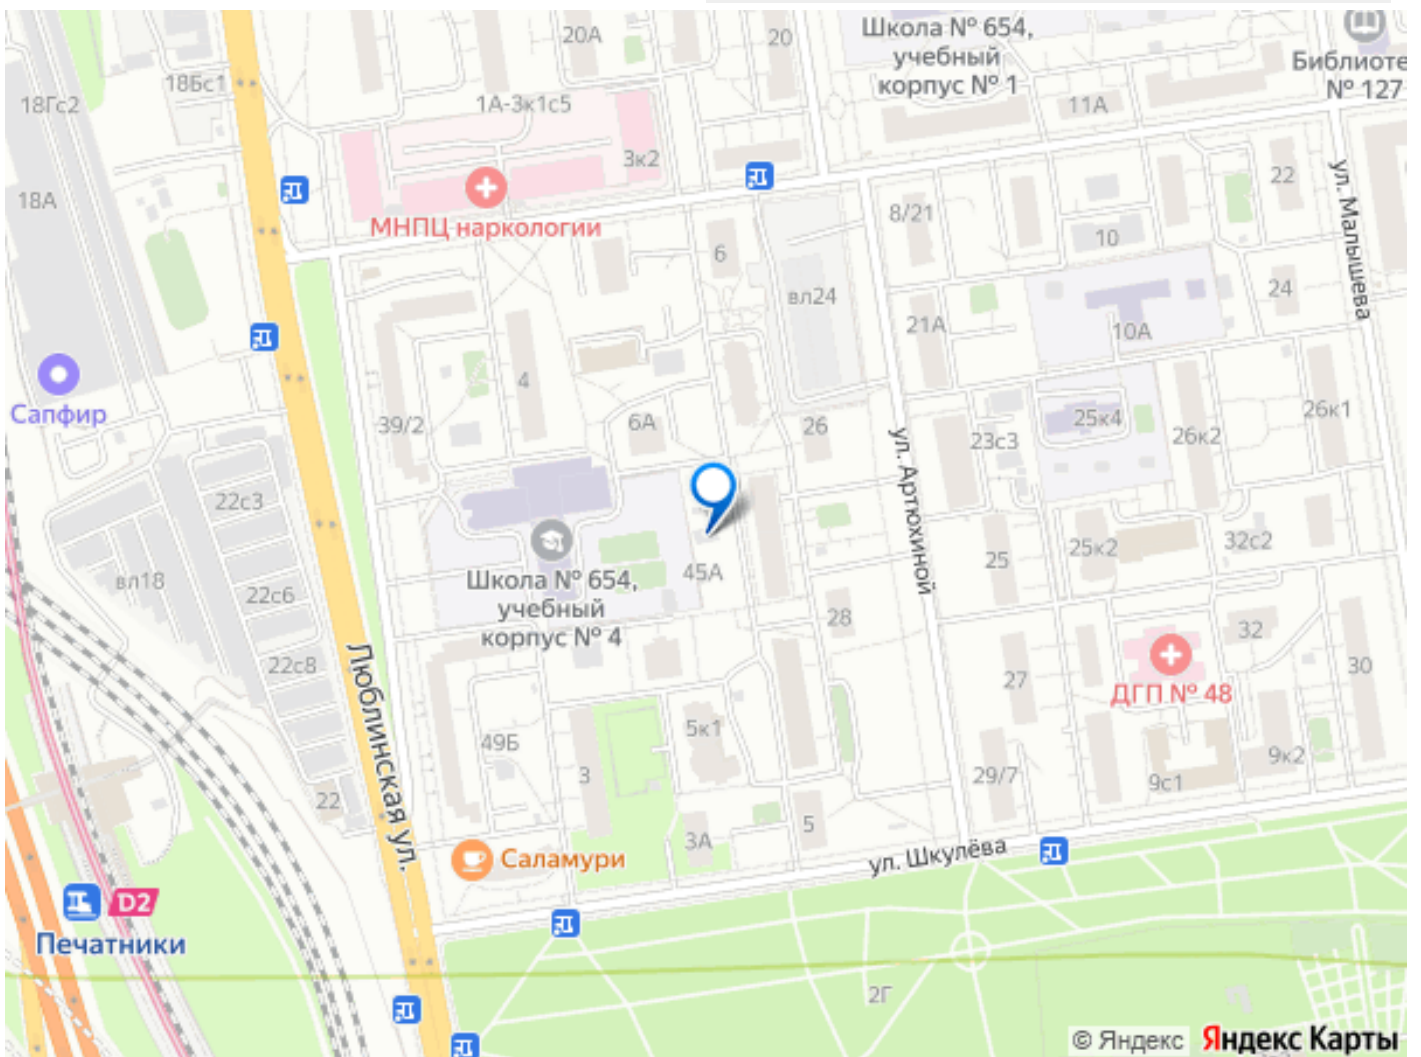 20А
20
Школа № 654,
учебный
корпус № 1
Библиоте
№ 127
18Бс1
18Гс2
1А-3к1с5
11А
3к2
22
18А
МНПЦ наркологии
8/21
ул. Малышева
10
6
24
вл24
21А
10А
4
Сапфир
39/2
6А
26
25к4
26к1
23с3
26к2
ул. Артюхиной
22с3
25к2
32с2
25
вл18
Школа № 654,
учебный
корпус № 4
45А
22с6
28
32
22с8
Люблинская ул.
27
ДГП № 48
30
49Б
5к1
3
29/7
9с1
9к2
22
5
3А
Саламури
ул. Шкулёва
D2
Печатники
2Г
© Яндекс Яндекс Карты